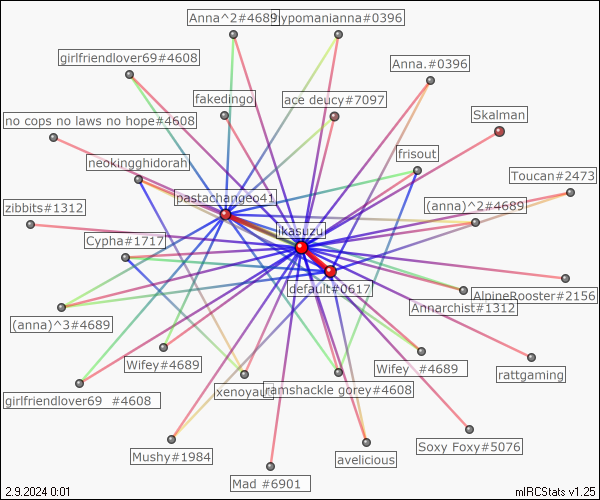 Anna^2#4689
hypomanianna#0396
girlfriendlover69#4608
Anna.#0396
fakedingo
ace deucy#7097
no cops no laws no hope#4608
Skalman
neokingghidorah
frisout
Toucan#2473
pastachangeo41
zibbits#1312
(anna)^2#4689
ikasuzu
Cypha#1717
default#0617
AlpineRooster#2156
Annarchist#1312
(anna)^3#4689
Wifey#4689
Wifey #4689
rattgaming
girlfriendlover69 #4608
xenoyaur
ramshackle gorey#4608
Soxy Foxy#5076
Mushy#1984
avelicious
Mad #6901
2.9.2024 0:01
mIRCStats v1.25